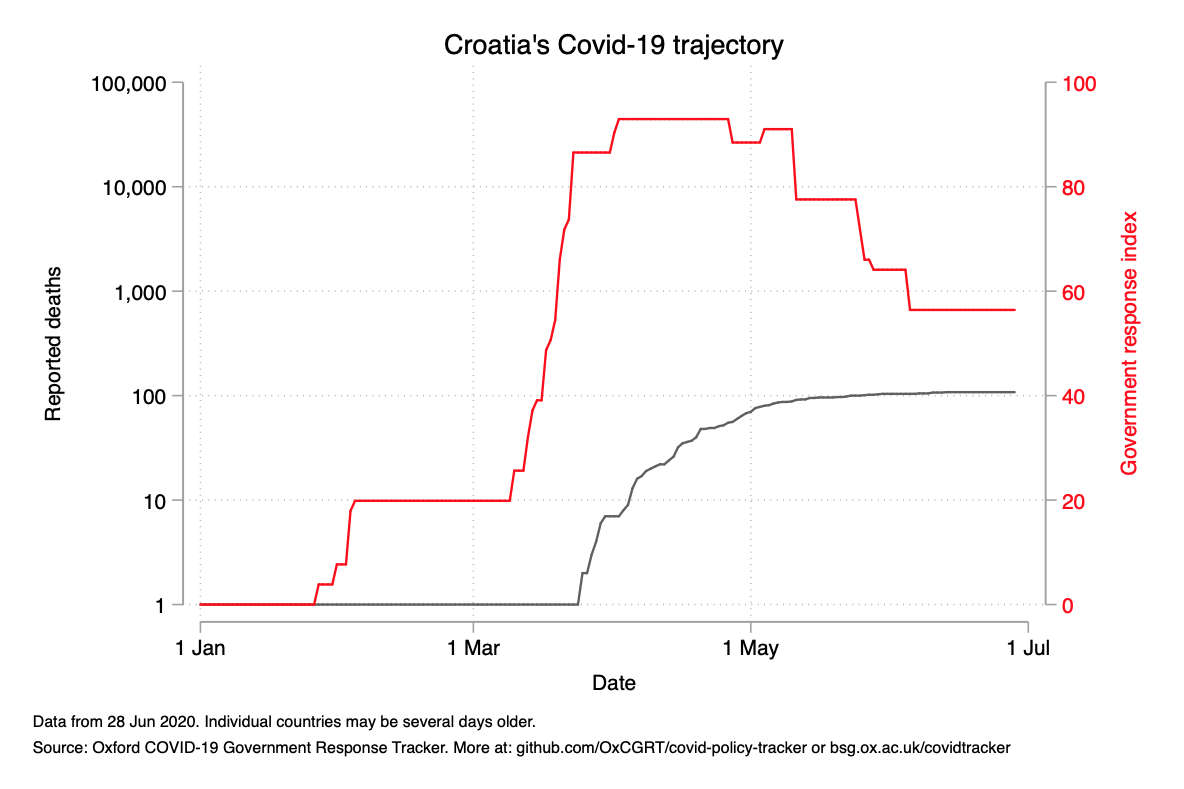 Croatia's Covid-19 trajectory
100,000
10,000
1,000
100
10
1
Reported deaths
100
80
60
40
20
0
Government response index
1 Jan
1 Mar
1 May
1 Jul
Date
Data from 28 Jun 2020. Individual countries may be several days older.
Source: Oxford COVID-19 Government Response Tracker. More at: github.com/OxCGRT/covid-policy-tracker or bsg.ox.ac.uk/covidtracker